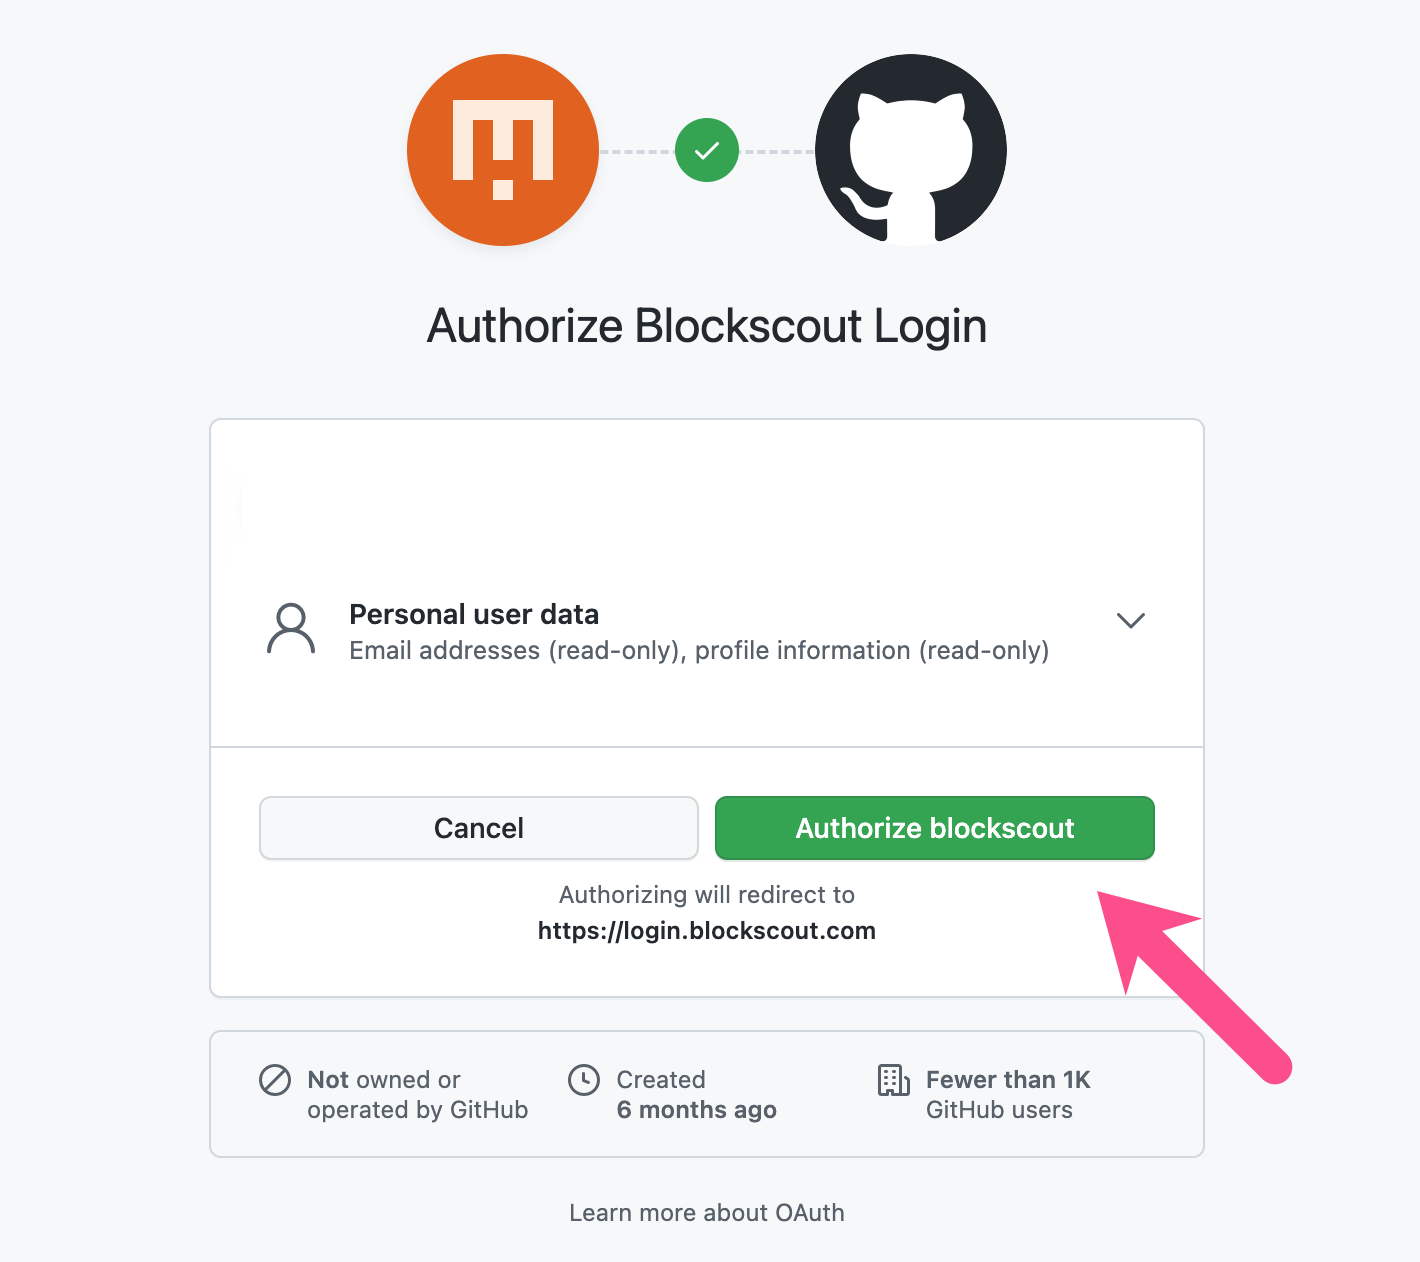 Authorize Blockscout Login
Personal user data
Email addresses (read-only), profile information (read-only)
Cancel
Authorize blockscout
Authorizing will redirect to
https://login.blockscout.com
Not owned or
operated by GitHub
Created
6 months ago
Fewer than 1K
GitHub users
Learn more about OAuth